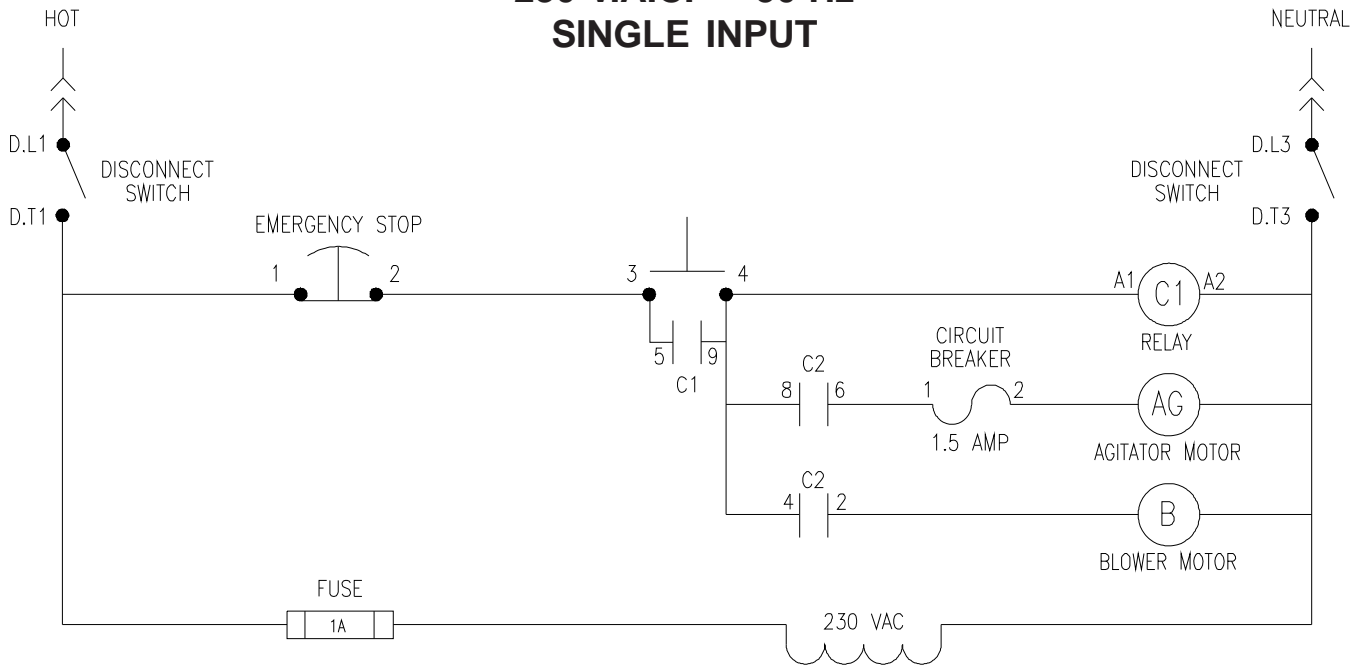 SINGLE INPUT
HOT
NEUTRAL
D.L1
DISCONNECT
SWITCH
D.T1
D.L3
DISCONNECT
SWITCH
D.T3
EMERGENCY STOP
1
2
3
4
5
9
C1
A1
C1
A2
RELAY
C2
8
6
CIRCUIT
BREAKER
1
2
1.5 AMP
AG
AGITATOR MOTOR
C2
4
2
B
BLOWER MOTOR
FUSE
1A
230 VAC